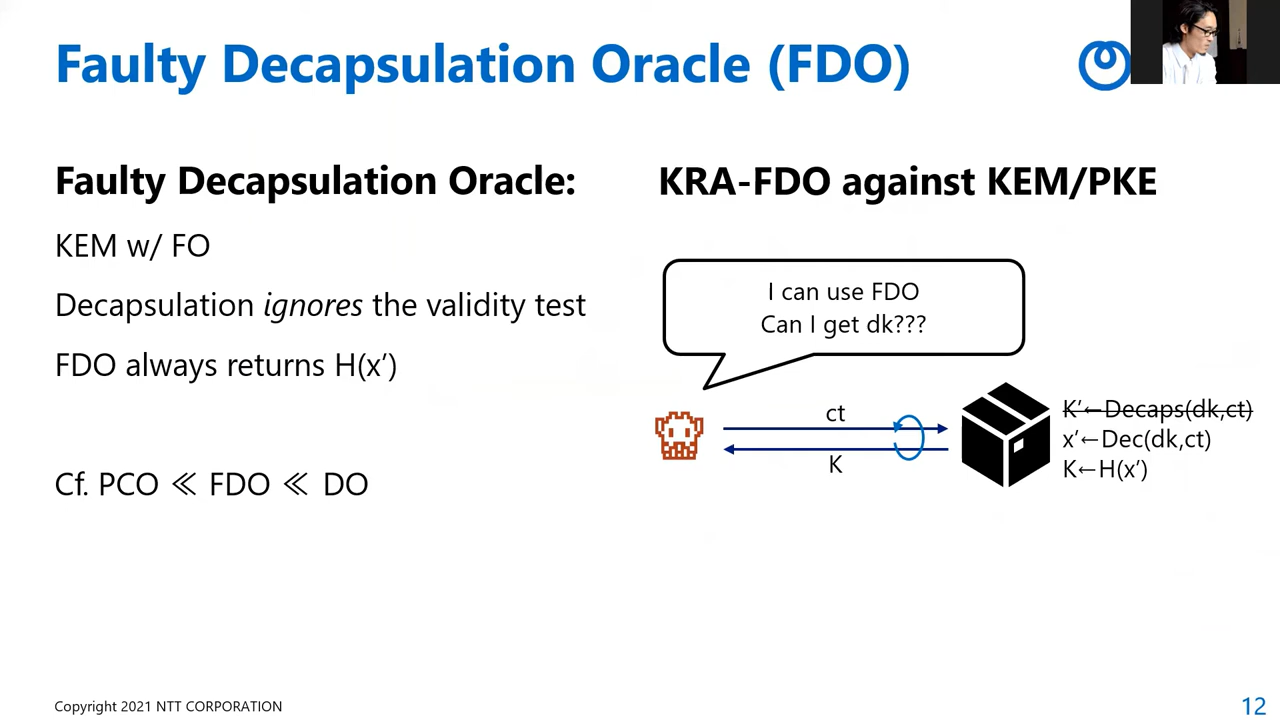 Faulty Decapsulation Oracle (FDO)
Faulty Decapsulation Oracle:
KEM w/ FO
Decapsulation ignores the validity test
FDO always returns H(x’)
Cf. PCO ≪ FDO ≪ DO
KRA-FDO against KEM/PKE
I can use FDO
Can I get dk???
ct
K
K’←Decaps(dk,ct)
x’←Dec(dk,ct)
K←H(x’)
Copyright 2021 NTT CORPORATION
12